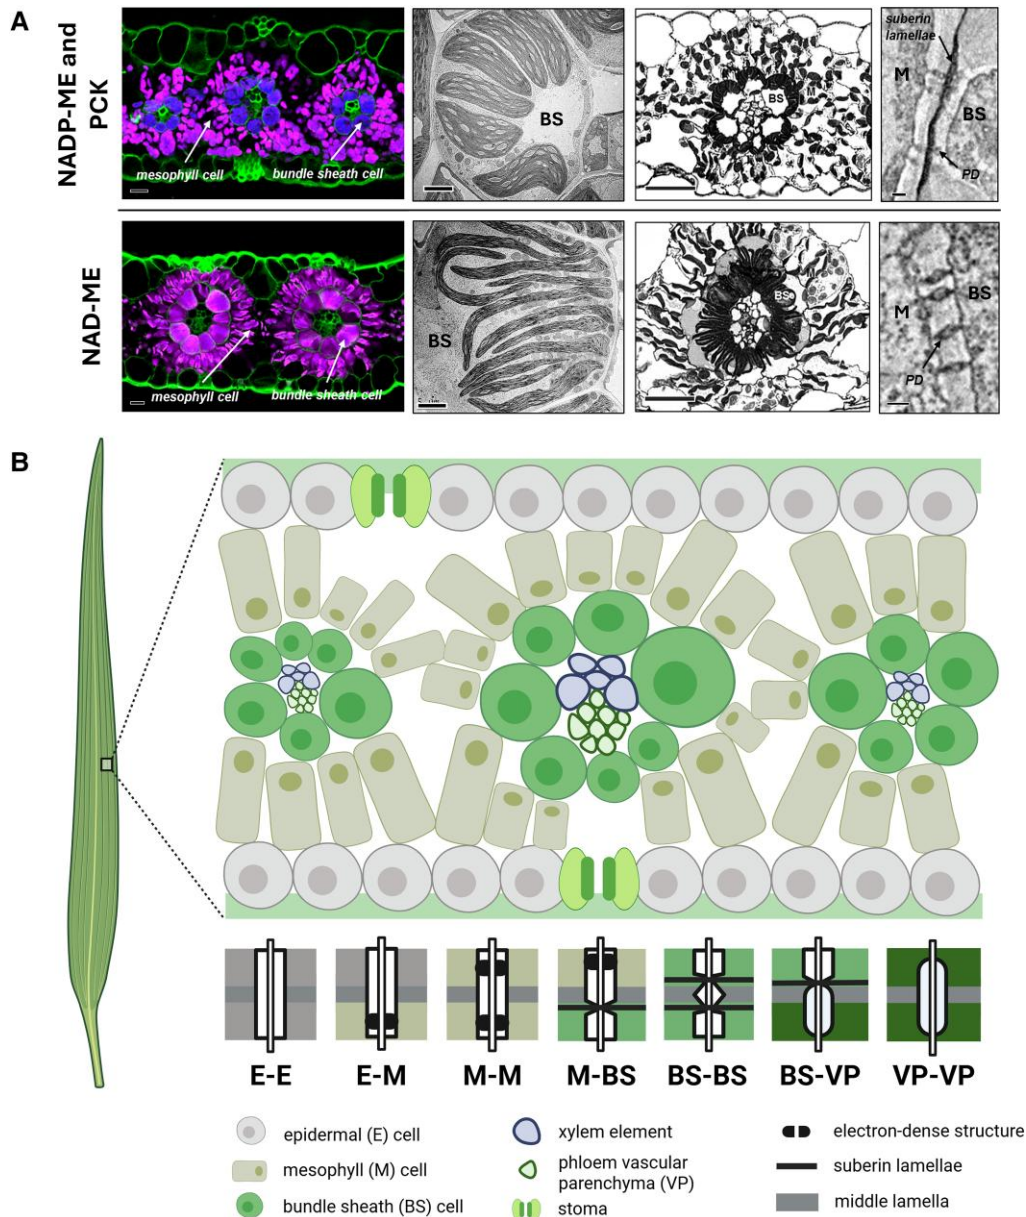 A
NADP-ME and
PCK
mesophyll cell
bundle sheath cell
BS
BS
M
suberin
lamellae
M
BS
PD
NAD-ME
mesophyll cell
bundle sheath cell
BS
BS
M
BS
PD
B
E-E
E-M
M-M
M-BS
BS-BS
BS-VP
VP-VP
epidermal (E) cell
xylem element
electron-dense structure
mesophyll (M) cell
phloem vascular
parenchyma (VP)
suberin lamellae
bundle sheath (BS) cell
stoma
middle lamella